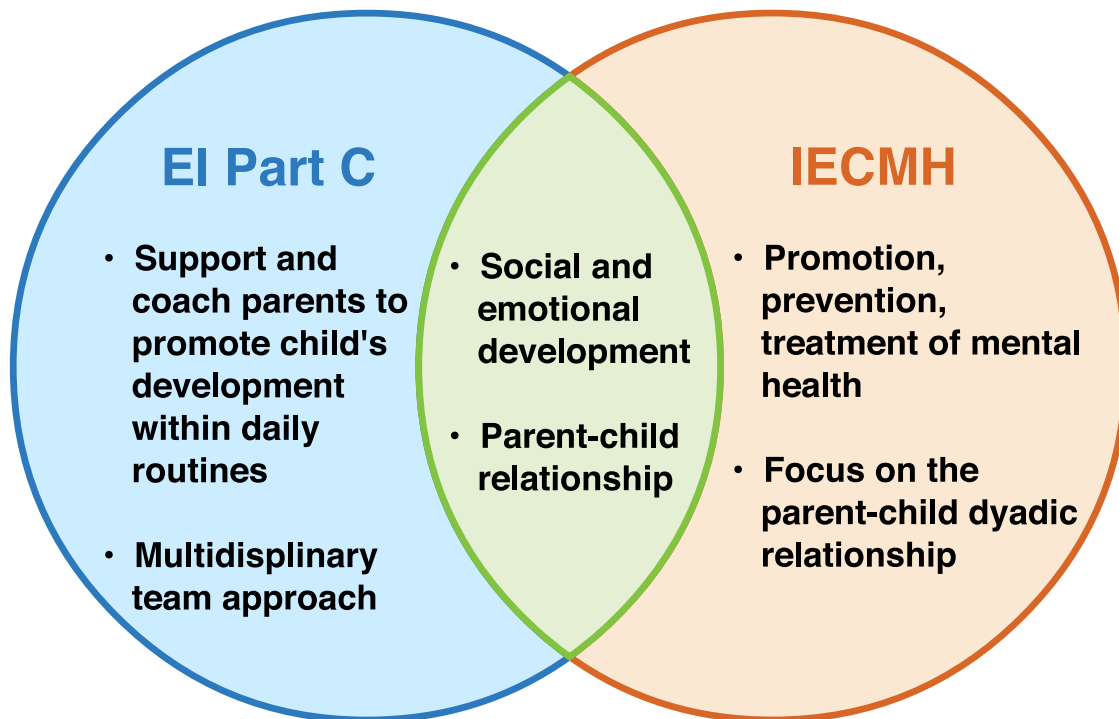 EI Part C
• Support and
coach parents to
promote child's
development
within daily
routines
• Multidisplinary
team approach
• Social and
emotional
development
• Parent-child
relationship
IECMH
• Promotion,
prevention,
treatment of mental
health
• Focus on the
parent-child dyadic
relationship